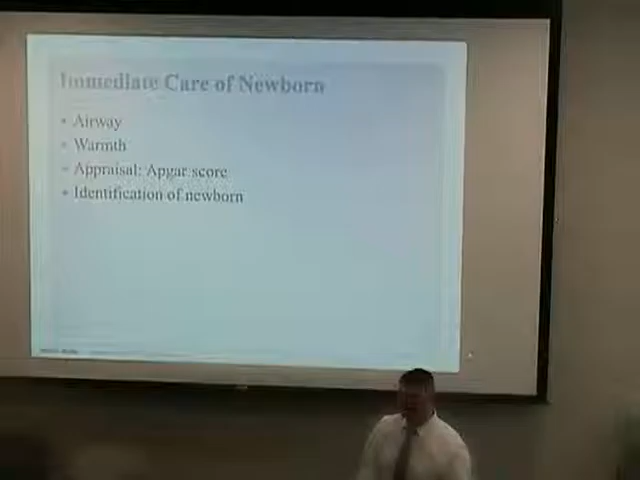 Immediate Care of Newborn
• Airway
• Warmth
• Appraisal: Apgar score
• Identification of newborn